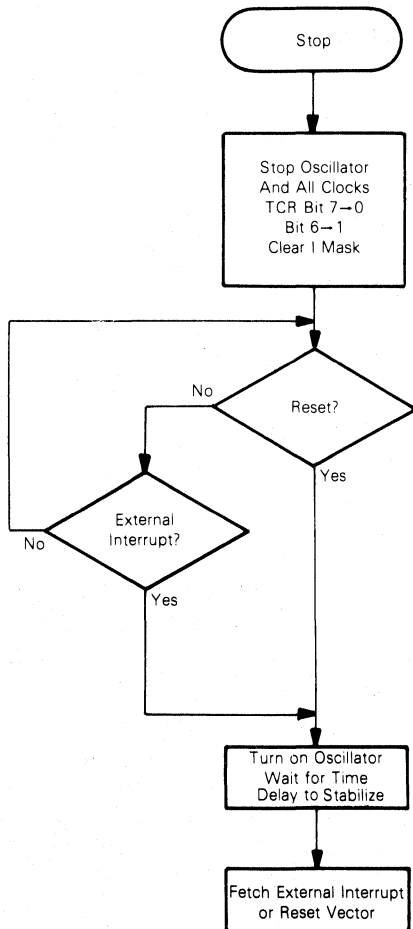 Stop
Stop Oscillator
And All Clocks
TCR Bit 7→0
Bit 6→1
Clear I Mask
No
Reset?
Yes
External
Interrupt?
No
Yes
Turn on Oscillator
Wait for Time
Delay to Stabilize
Fetch External Interrupt
or Reset Vector